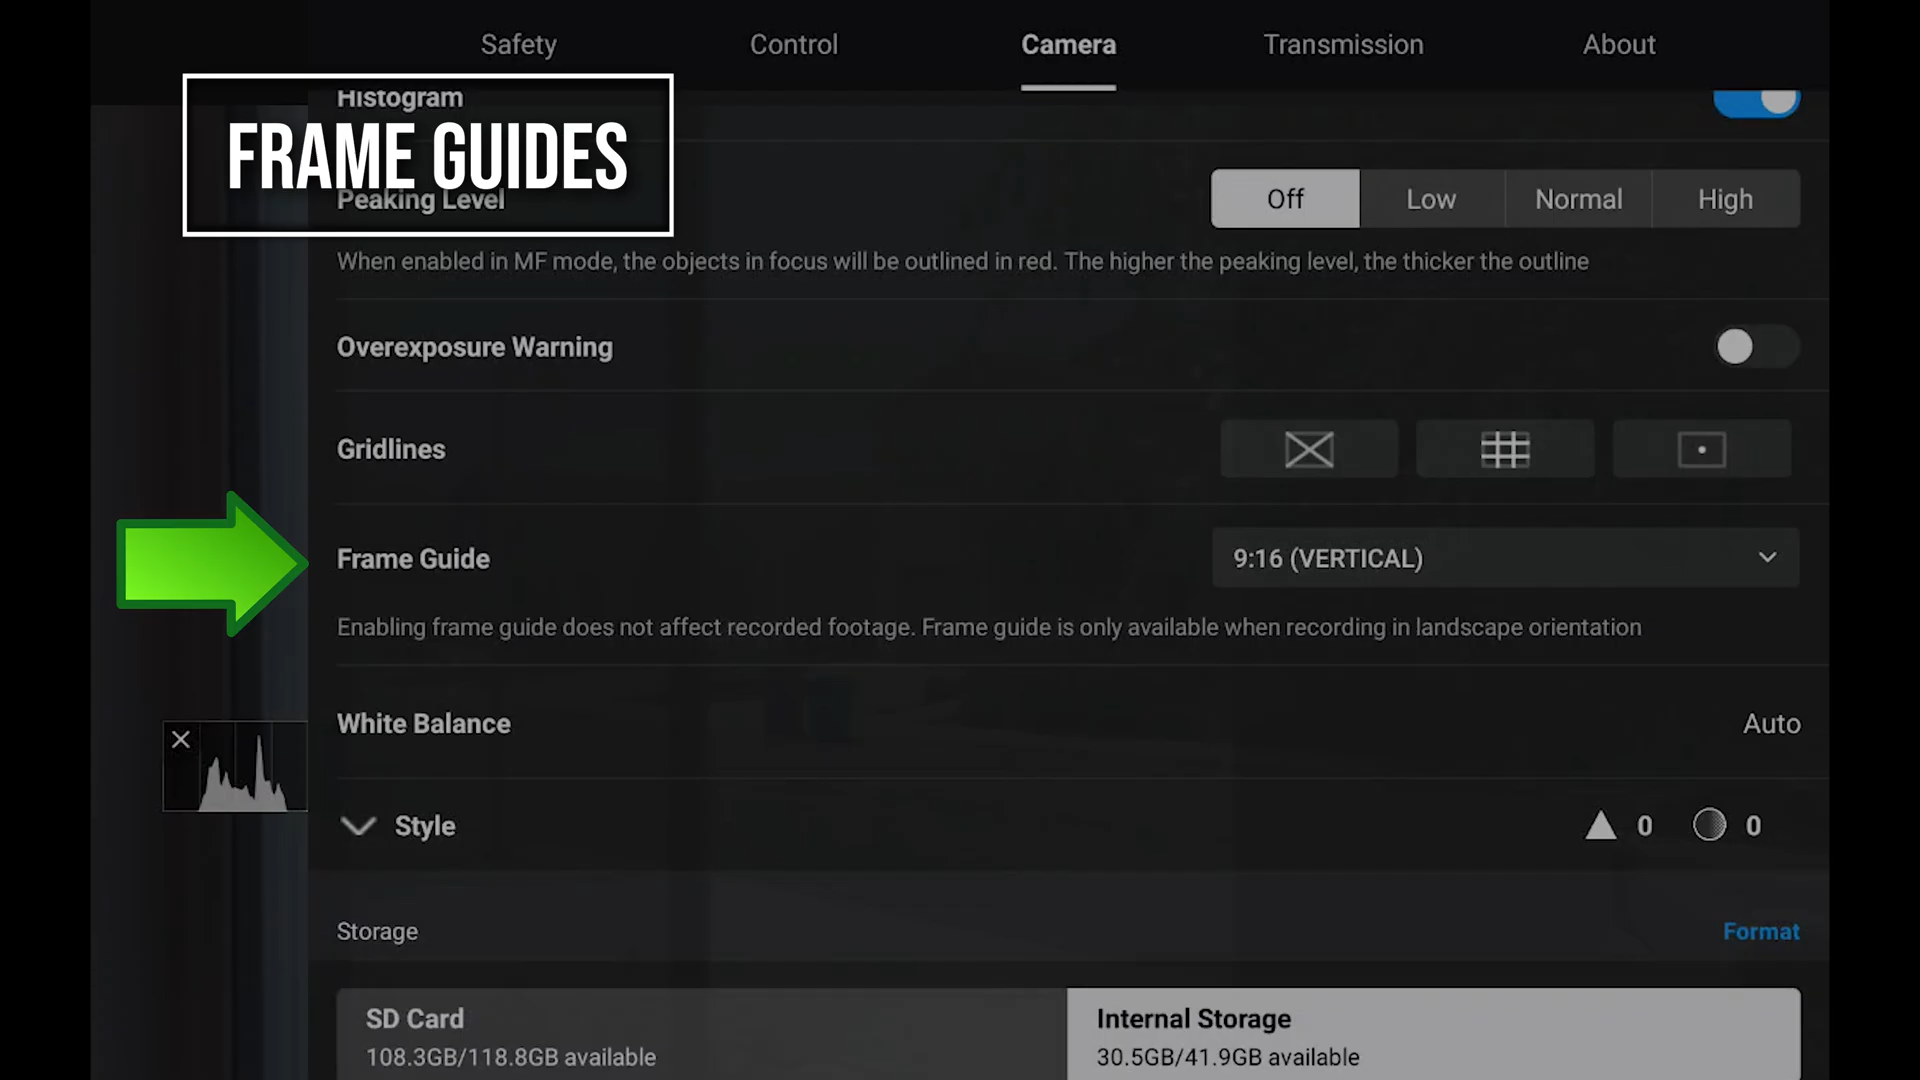 Safety Control Camera Transmission About
Histogram
FRAME GUIDES
Peaking Level Off Low Normal High
When enabled in MF mode, the objects in focus will be outlined in red. The higher the peaking level, the thicker the outline
Overexposure Warning
Gridlines
Frame Guide 9:16 (VERTICAL)
Enabling frame guide does not affect recorded footage. Frame guide is only available when recording in landscape orientation
White Balance Auto
Style 0 0
Storage Format
SD Card Internal Storage
108.3GB/118.8GB available 30.5GB/41.9GB available